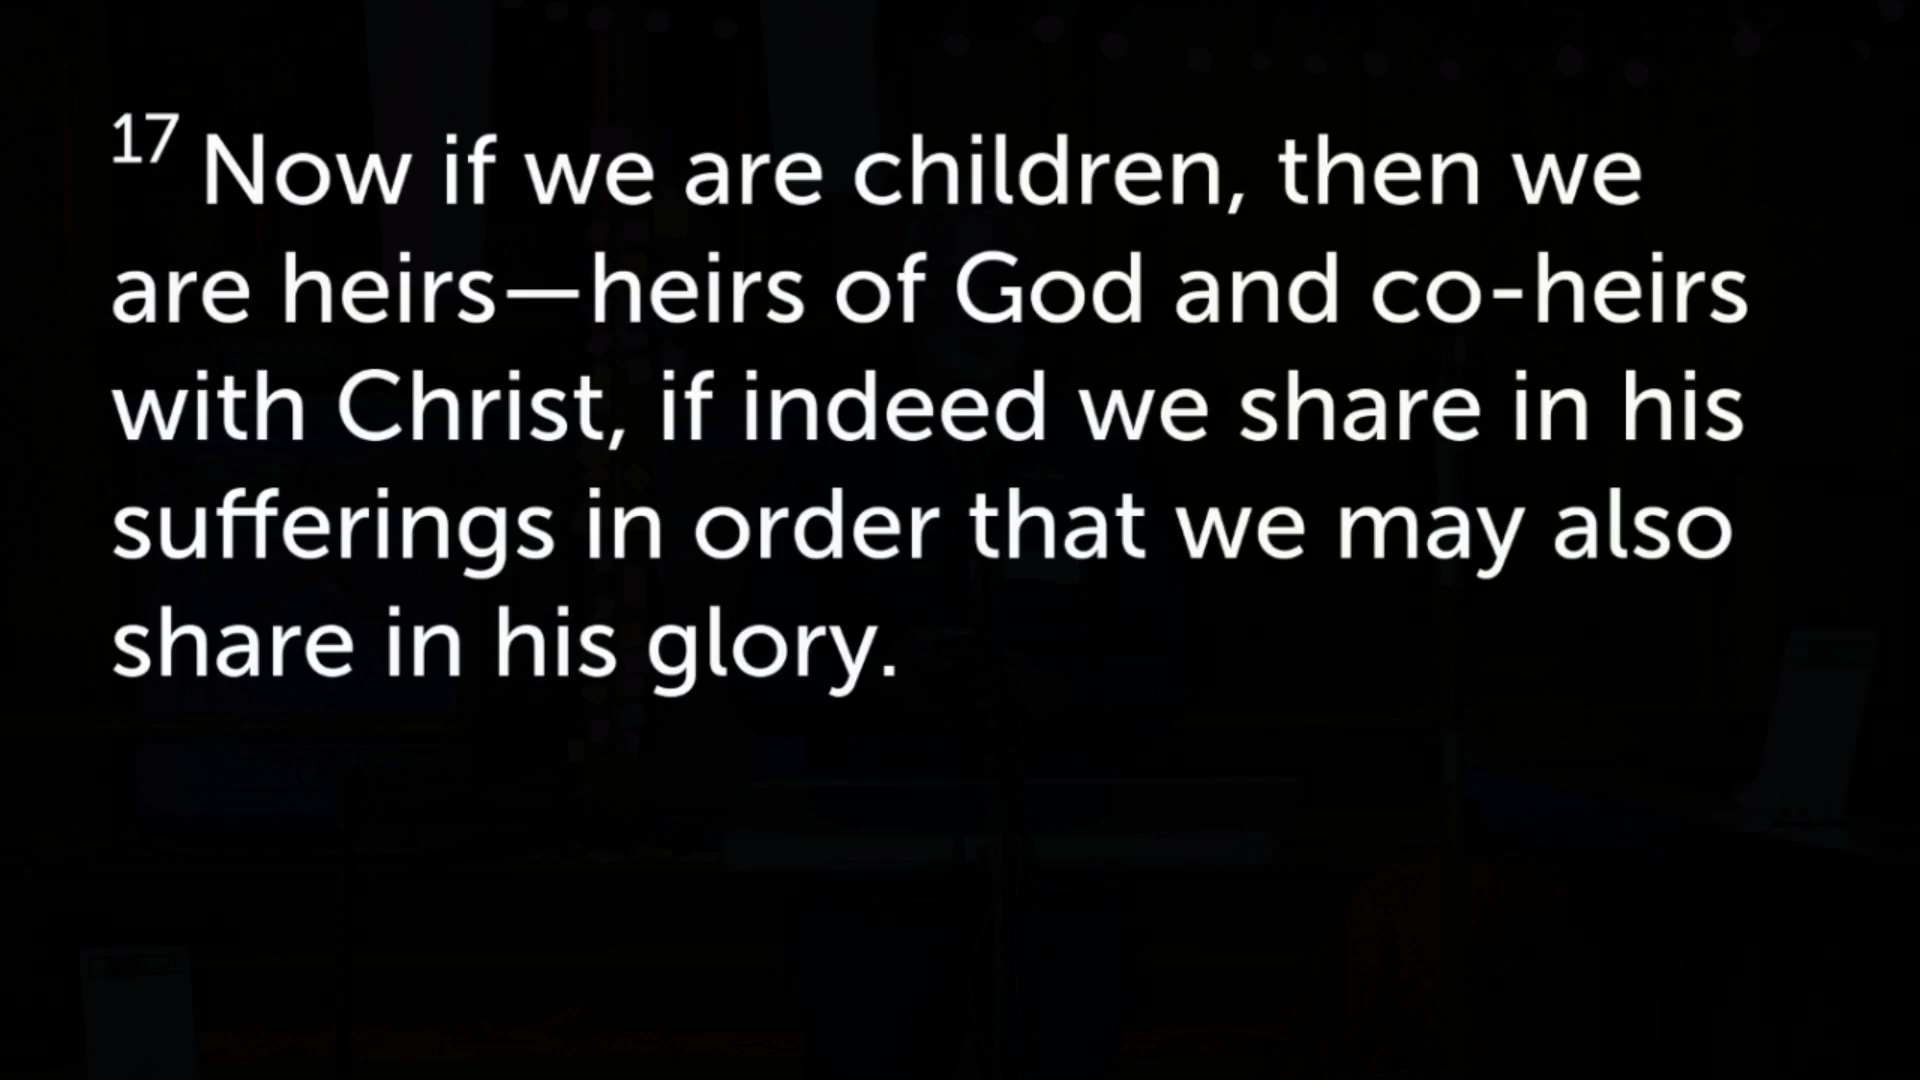 17 Now if we are children, then we
are heirs—heirs of God and co-heirs
with Christ, if indeed we share in his
sufferings in order that we may also
share in his glory.